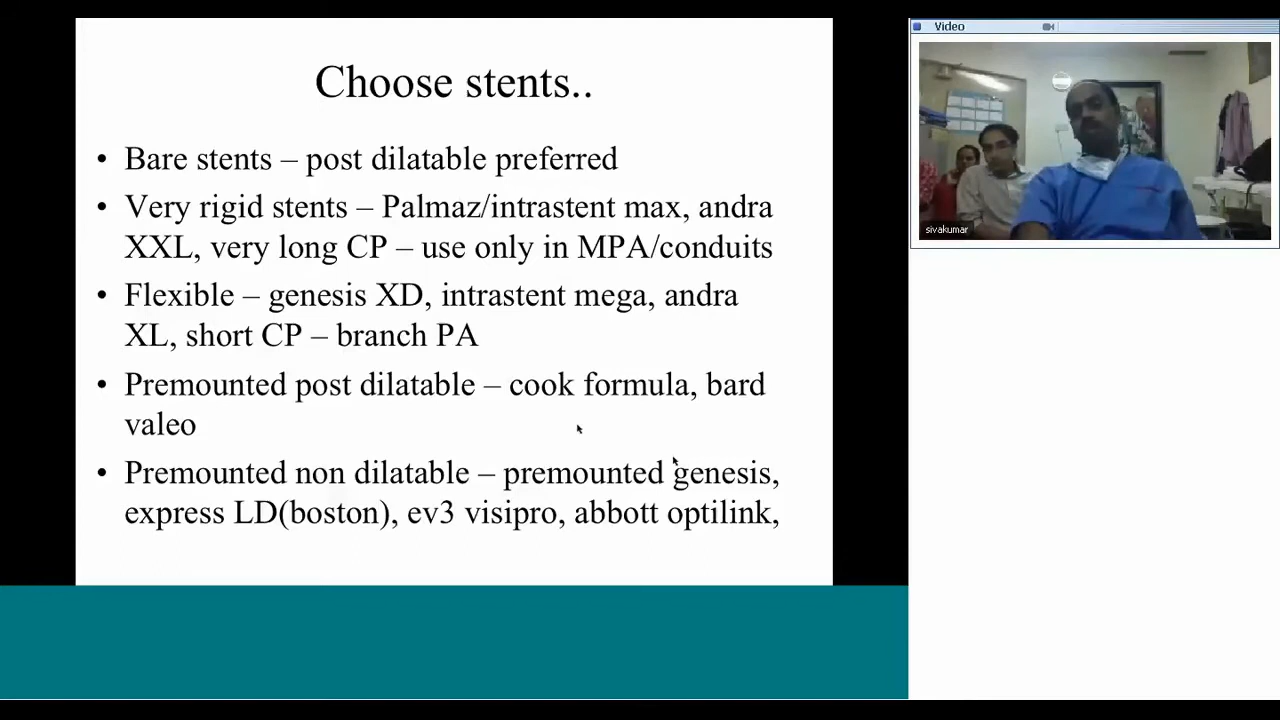 Choose stents..
• Bare stents – post dilatable preferred
• Very rigid stents – Palmaz/intrastent max, andra
XXL, very long CP – use only in MPA/conduits
• Flexible – genesis XD, intrastent mega, andra
XL, short CP – branch PA
• Premounted post dilatable – cook formula, bard
valeo
• Premounted non dilatable – premounted genesis,
express LD(boston), ev3 visipro, abbott optilink,
Video
sivakumar